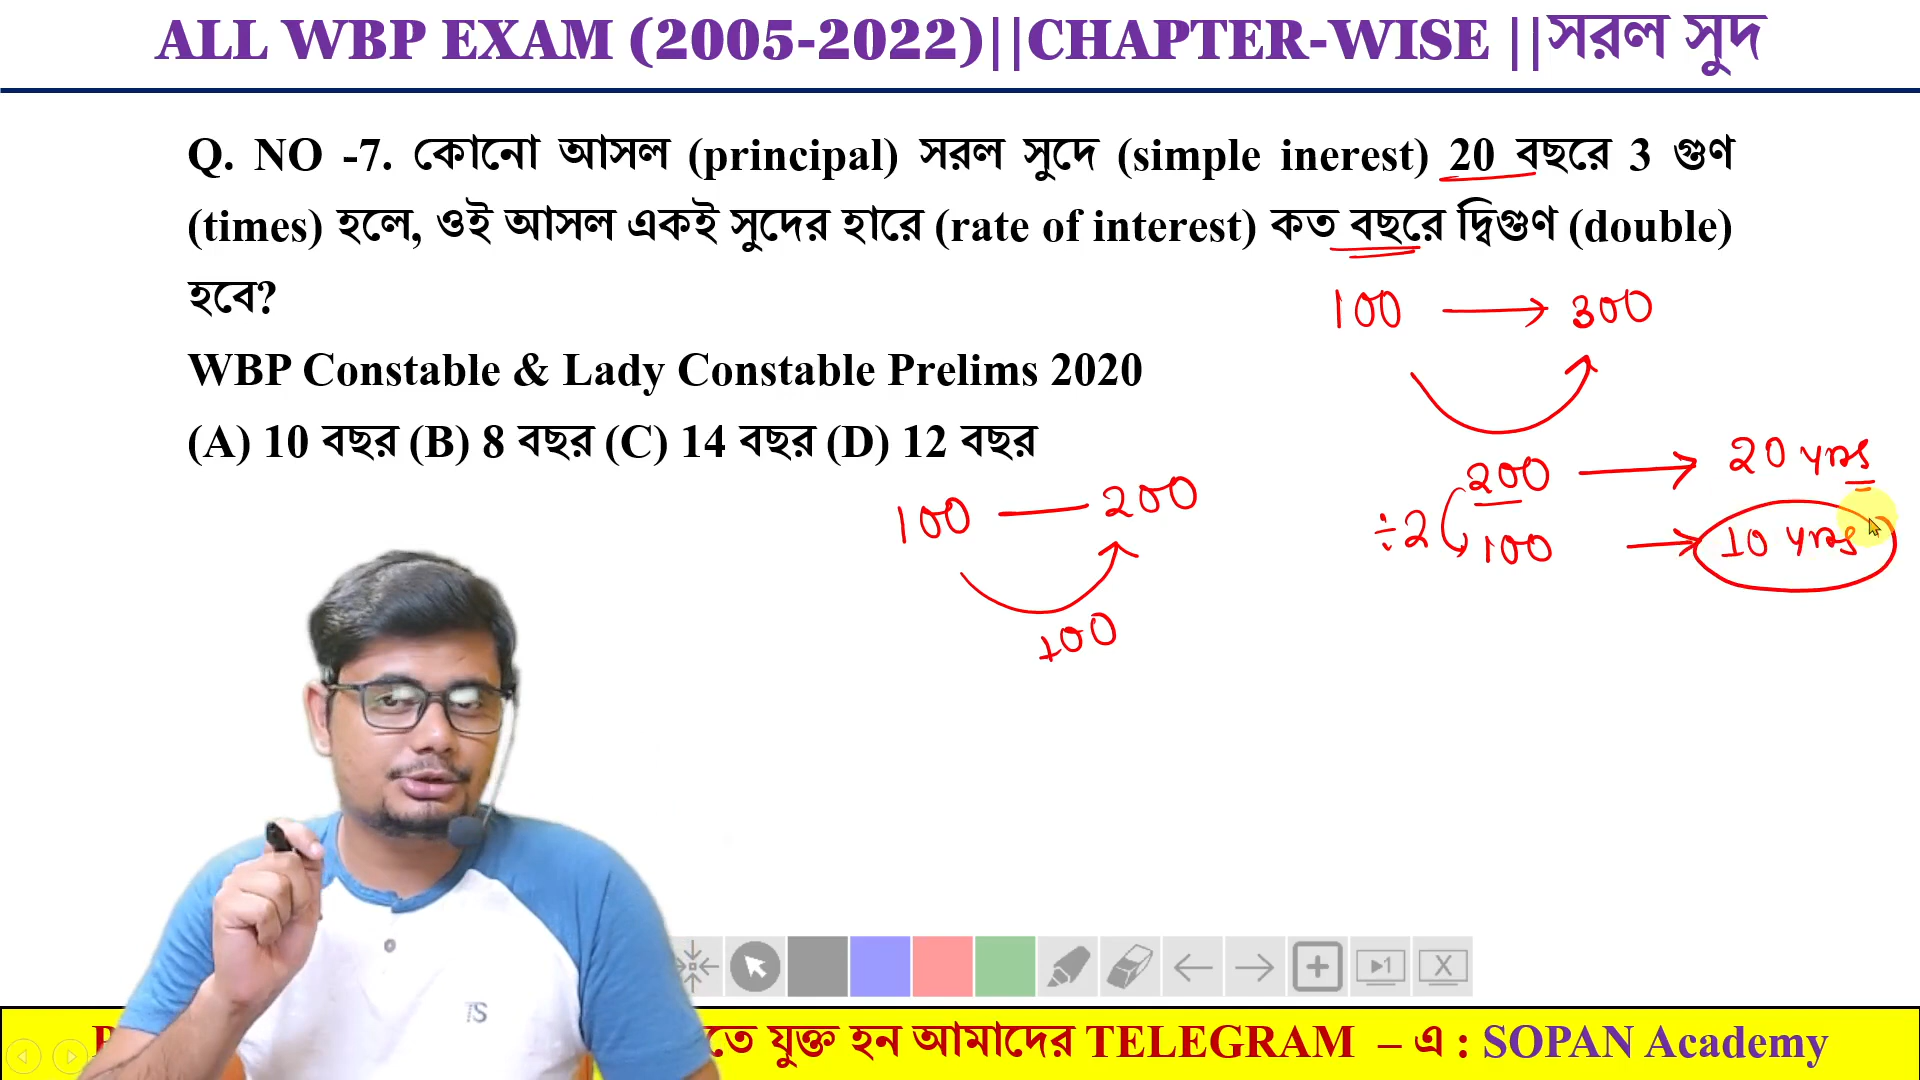 ALL WBP EXAM (2005-2022)||CHAPTER-WISE ||সরল সুদ
Q. NO -7. কোনো আসল (principal) সরল সুদে (simple inerest) 20 বছরে 3 গুণ
(times) হলে, ওই আসল একই সুদের হারে (rate of interest) কত বছরে দ্বিগুণ (double)
হবে?
100 → 300
WBP Constable & Lady Constable Prelims 2020
(A) 10 বছর (B) 8 বছর (C) 14 বছর (D) 12 বছর
200 → 20 yrs
÷2 100 → 10 yrs
100 — 200
100
TS
যুক্ত হন আমাদের TELEGRAM – এ : SOPAN Academy